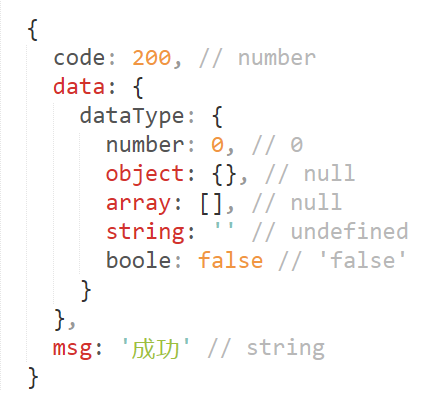 {
code: 200, // number
data: {
dataType: {
number: 0, // 0
object: {}, // null
array: [], // null
string: '' // undefined
boole: false // 'false'
}
},
msg: '成功' // string
}